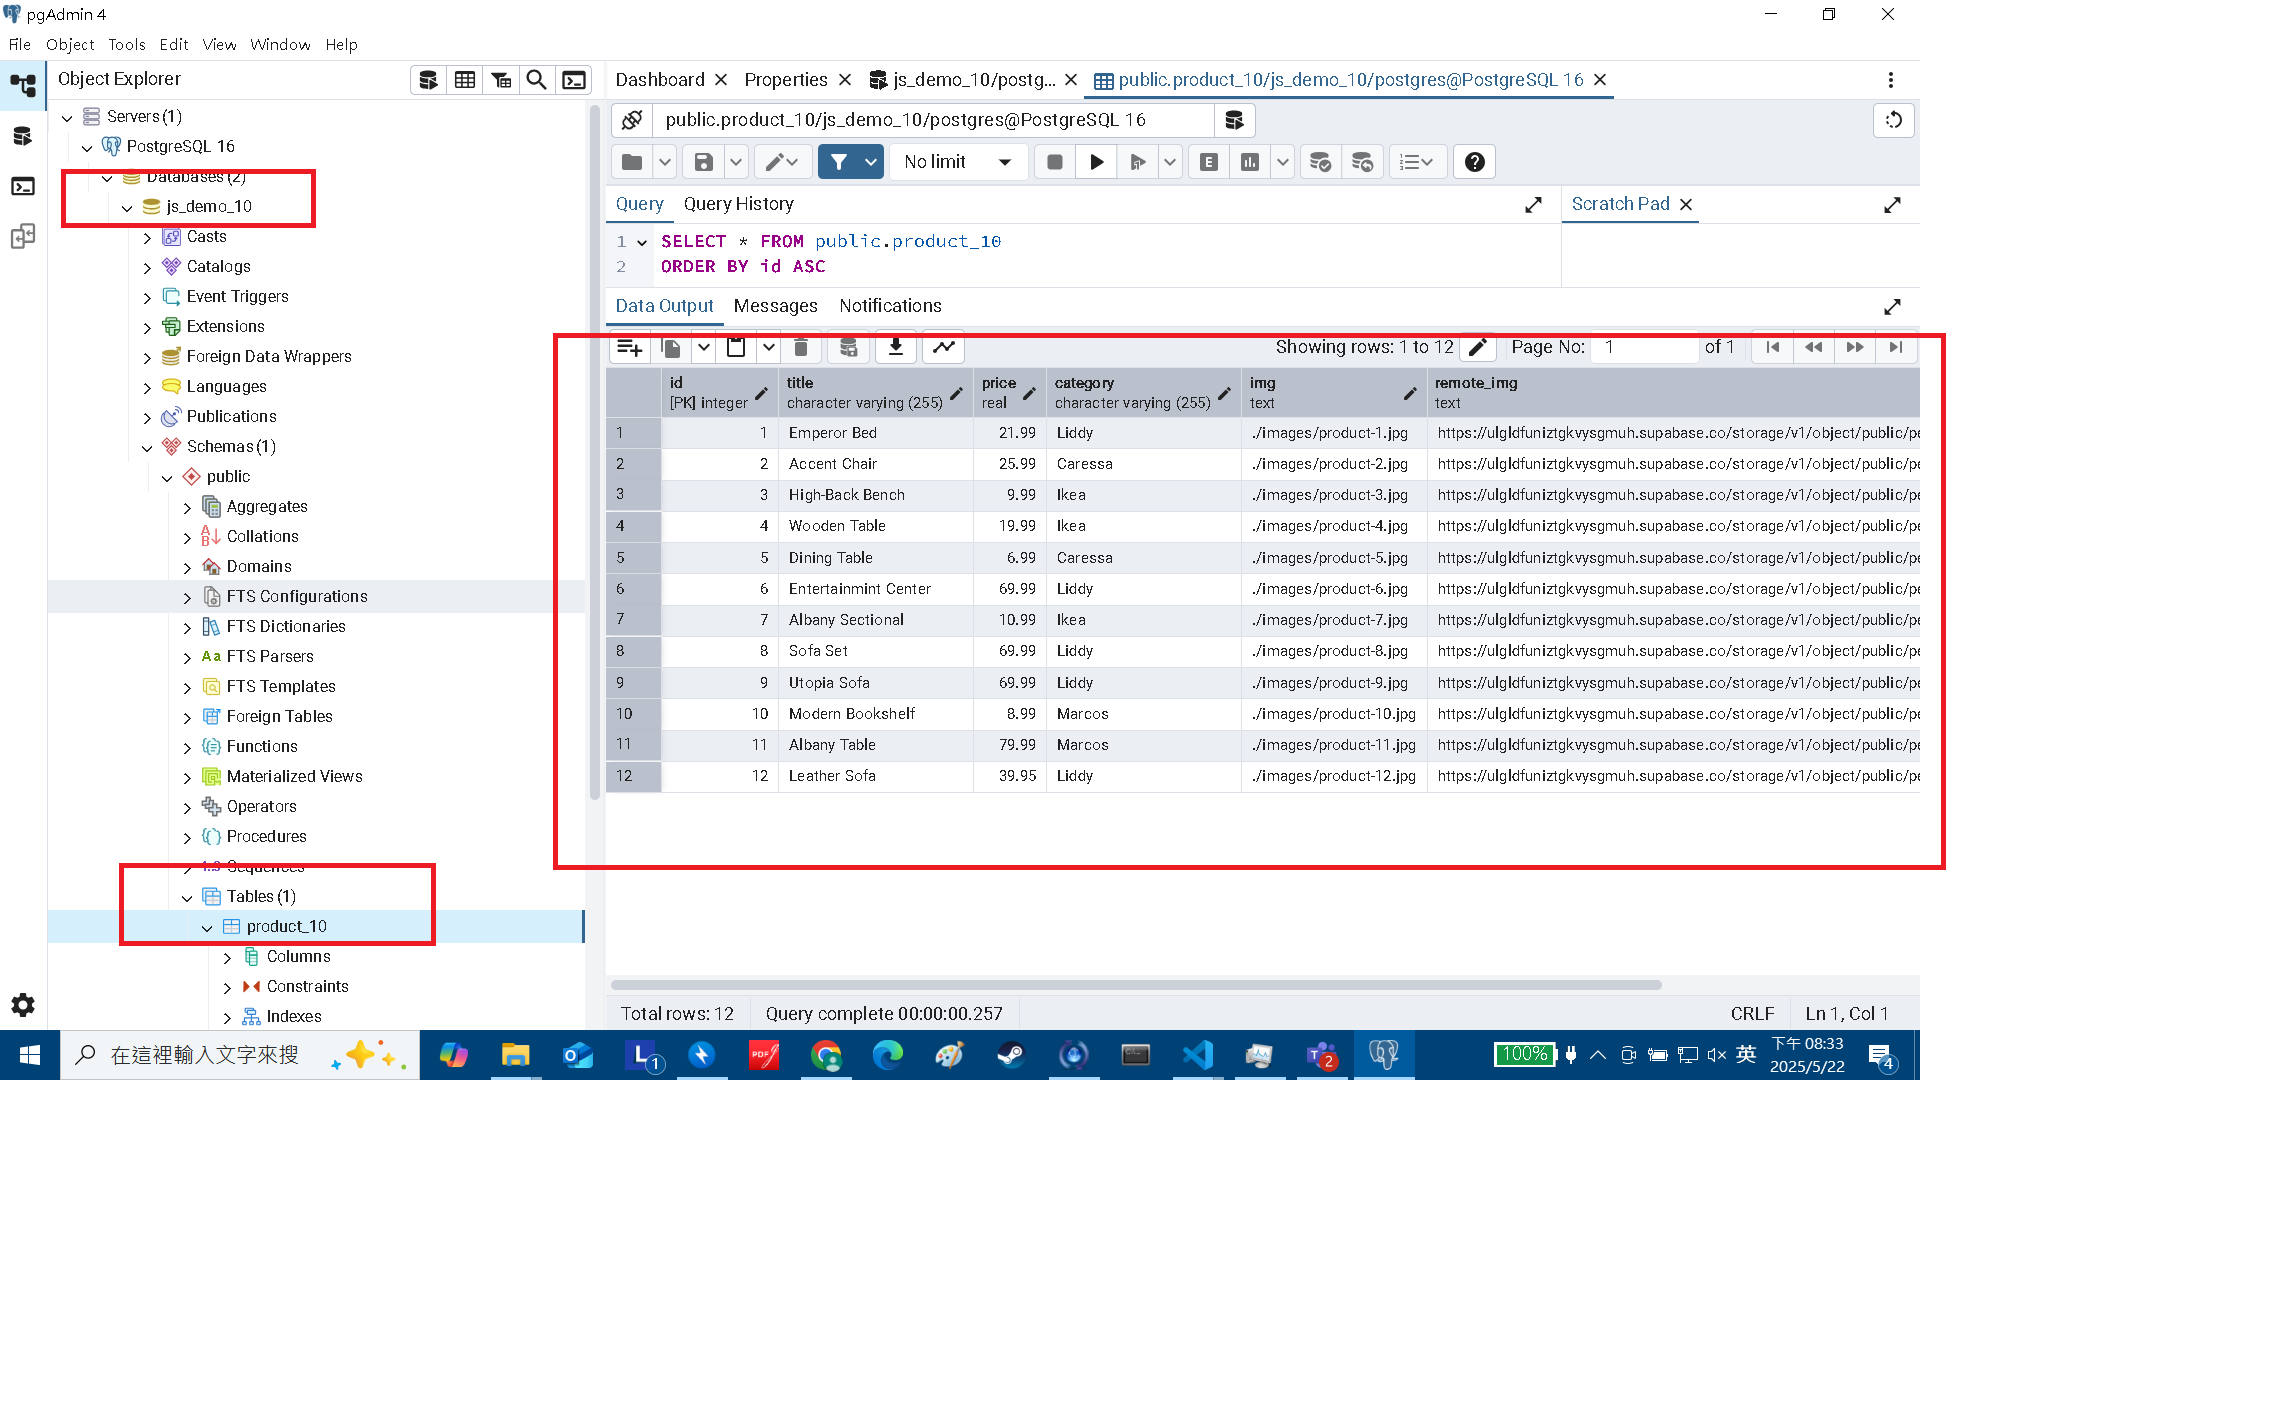 pgAdmin 4
File Object Tools Edit View Window Help
Object Explorer
Servers (1)
PostgreSQL 16
Databases (2)
js_demo_10
Casts
Catalogs
Event Triggers
Extensions
Foreign Data Wrappers
Languages
Publications
Schemas (1)
public
Aggregates
Collations
Domains
FTS Configurations
FTS Dictionaries
Aa FTS Parsers
FTS Templates
Foreign Tables
Functions
Materialized Views
Operators
Procedures
1..3 Sequences
Tables (1)
product_10
Columns
Constraints
Indexes
Dashboard Properties js_demo_10/postg... public.product_10/js_demo_10/postgres@PostgreSQL 16
public.product_10/js_demo_10/postgres@PostgreSQL 16
No limit E
Query Query History Scratch Pad
1 SELECT * FROM public.product_10
2 ORDER BY id ASC
Data Output Messages Notifications
Showing rows: 1 to 12 Page No: 1 of 1
id title price category img remote_img
[PK] integer character varying (255) real character varying (255) text text
1 1 Emperor Bed 21.99 Liddy ./images/product-1.jpg https://ulgldfuniztgkvysgmuh.supabase.co/storage/v1/object/public/pe
2 2 Accent Chair 25.99 Caressa ./images/product-2.jpg https://ulgldfuniztgkvysgmuh.supabase.co/storage/v1/object/public/pe
3 3 High-Back Bench 9.99 Ikea ./images/product-3.jpg https://ulgldfuniztgkvysgmuh.supabase.co/storage/v1/object/public/pe
4 4 Wooden Table 19.99 Ikea ./images/product-4.jpg https://ulgldfuniztgkvysgmuh.supabase.co/storage/v1/object/public/pe
5 5 Dining Table 6.99 Caressa ./images/product-5.jpg https://ulgldfuniztgkvysgmuh.supabase.co/storage/v1/object/public/pe
6 6 Entertainmint Center 69.99 Liddy ./images/product-6.jpg https://ulgldfuniztgkvysgmuh.supabase.co/storage/v1/object/public/pe
7 7 Albany Sectional 10.99 Ikea ./images/product-7.jpg https://ulgldfuniztgkvysgmuh.supabase.co/storage/v1/object/public/pe
8 8 Sofa Set 69.99 Liddy ./images/product-8.jpg https://ulgldfuniztgkvysgmuh.supabase.co/storage/v1/object/public/pe
9 9 Utopia Sofa 69.99 Liddy ./images/product-9.jpg https://ulgldfuniztgkvysgmuh.supabase.co/storage/v1/object/public/pe
10 10 Modern Bookshelf 8.99 Marcos ./images/product-10.jpg https://ulgldfuniztgkvysgmuh.supabase.co/storage/v1/object/public/pe
11 11 Albany Table 79.99 Marcos ./images/product-11.jpg https://ulgldfuniztgkvysgmuh.supabase.co/storage/v1/object/public/pe
12 12 Leather Sofa 39.95 Liddy ./images/product-12.jpg https://ulgldfuniztgkvysgmuh.supabase.co/storage/v1/object/public/pe
Total rows: 12 Query complete 00:00:00.257 CRLF Ln 1, Col 1
在這裡輸入文字來搜 L 1 PDF 2 100% 英 下午 08:33
2025/5/22 4